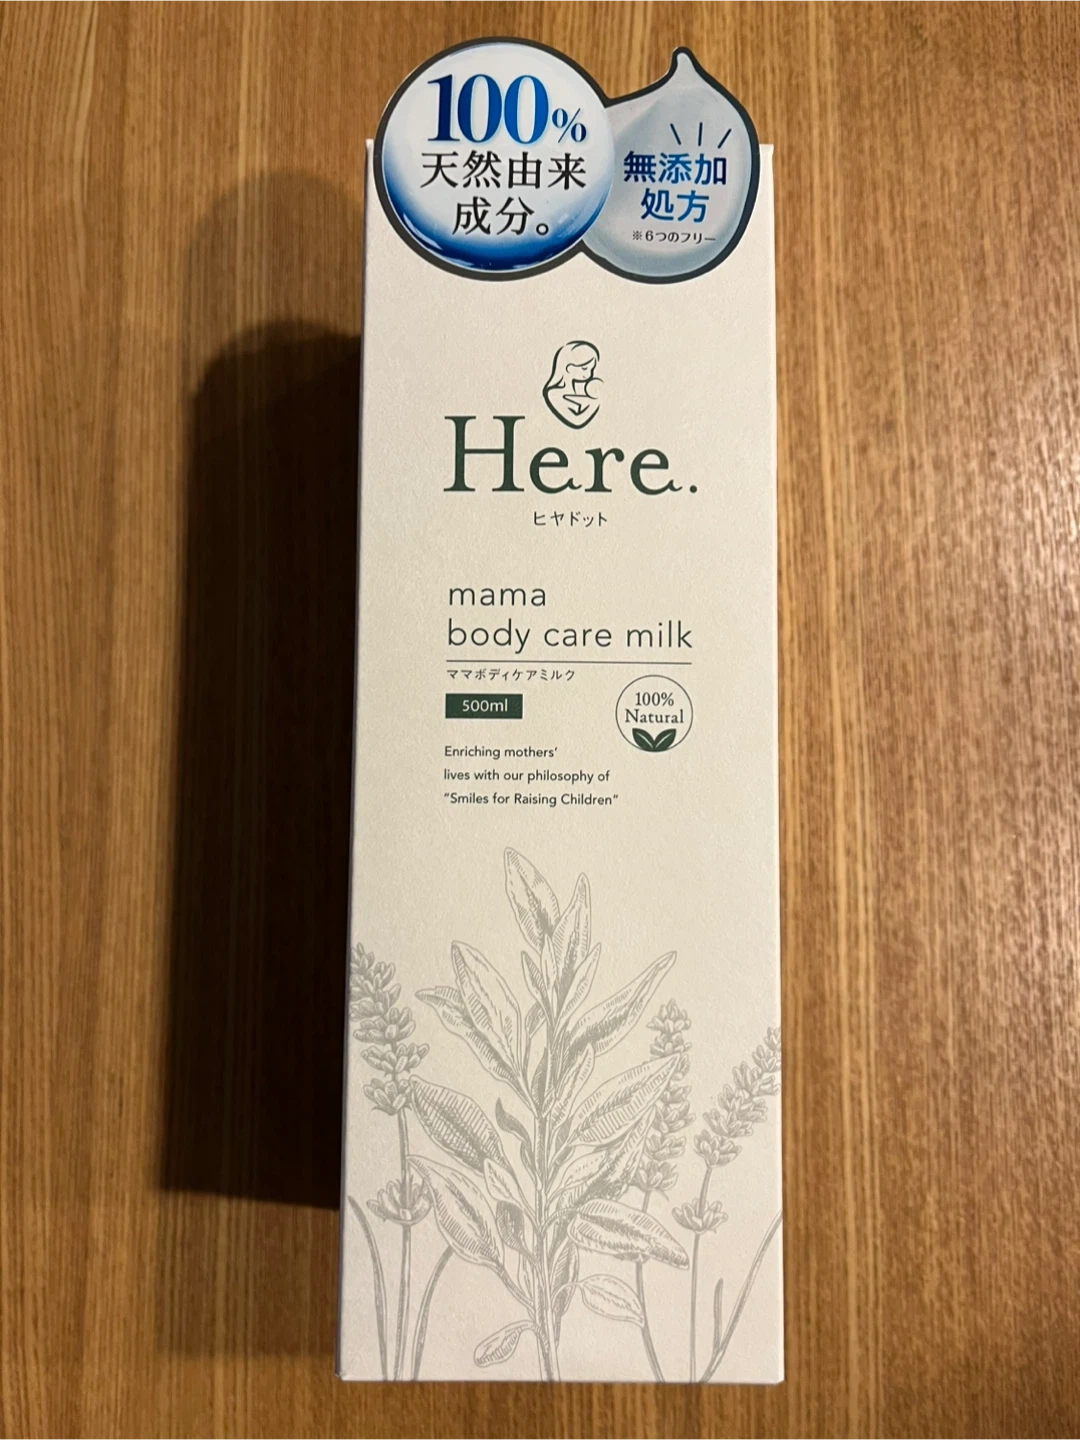 100%
天然由来
成分。
無添加
処方
※6つのフリー
Here.
ヒヤドット
mama
body care milk
ママボディケアミルク
500ml
100%
Natural
Enriching mothers'
lives with our philosophy of
"Smiles for Raising Children"